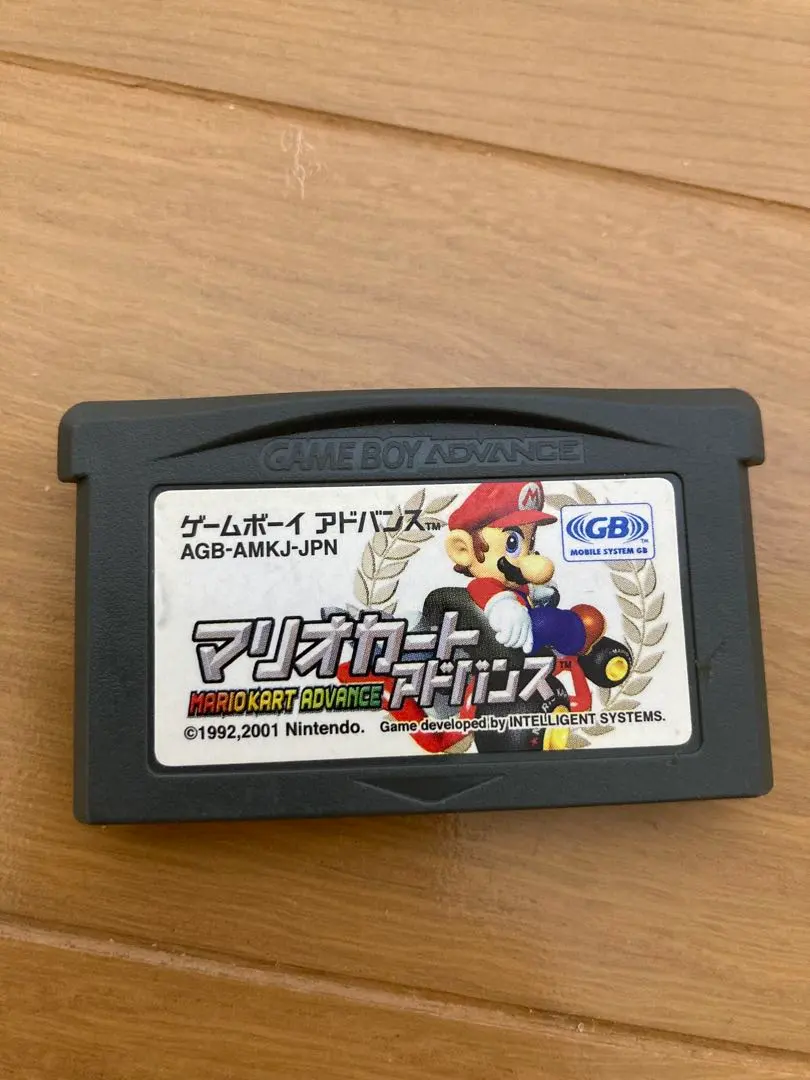 GAME BOY ADVANCE
ゲームボーイ アドバンス™
AGB-AMKJ-JPN
M
GB™
MOBILE SYSTEM GB
マリオカート
アドバンス™
MARIO KART ADVANCE
©1992,2001 Nintendo. Game developed by INTELLIGENT SYSTEMS.